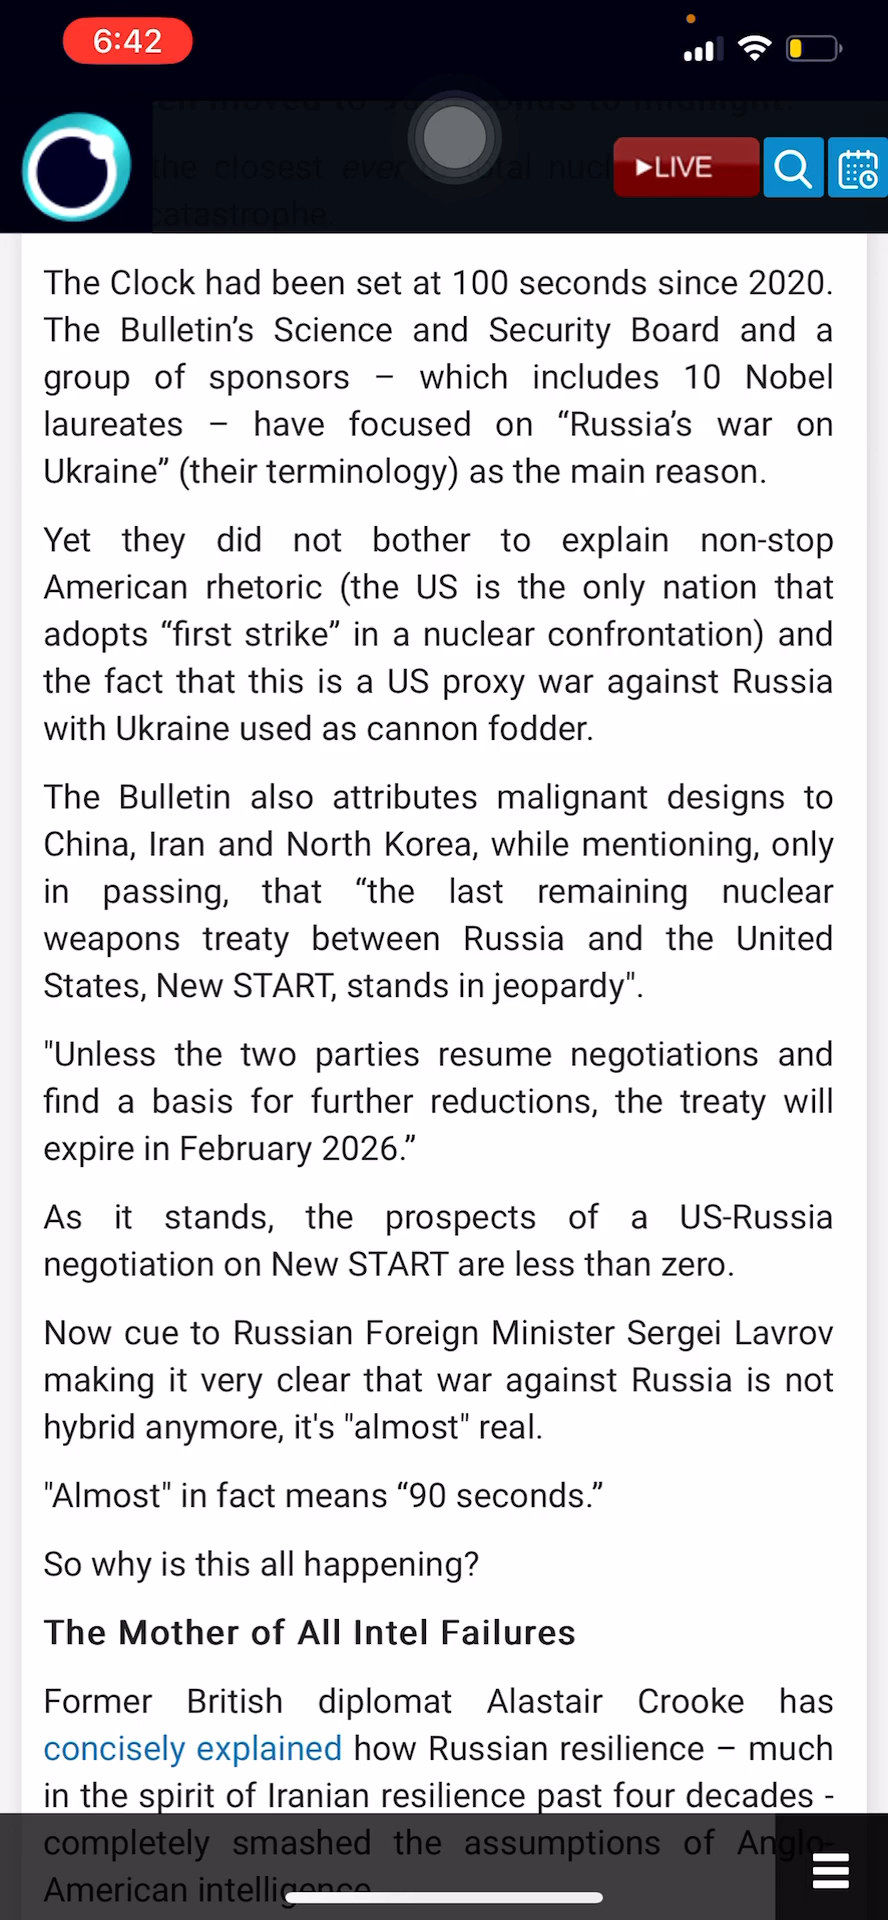 6:42
the closest ever
LIVE
catastrophe
The Clock had been set at 100 seconds since 2020.
The Bulletin’s Science and Security Board and a
group of sponsors – which includes 10 Nobel
laureates – have focused on “Russia’s war on
Ukraine” (their terminology) as the main reason.
Yet they did not bother to explain non-stop
American rhetoric (the US is the only nation that
adopts “first strike” in a nuclear confrontation) and
the fact that this is a US proxy war against Russia
with Ukraine used as cannon fodder.
The Bulletin also attributes malignant designs to
China, Iran and North Korea, while mentioning, only
in passing, that “the last remaining nuclear
weapons treaty between Russia and the United
States, New START, stands in jeopardy".
"Unless the two parties resume negotiations and
find a basis for further reductions, the treaty will
expire in February 2026.”
As it stands, the prospects of a US-Russia
negotiation on New START are less than zero.
Now cue to Russian Foreign Minister Sergei Lavrov
making it very clear that war against Russia is not
hybrid anymore, it's "almost" real.
"Almost" in fact means “90 seconds.”
So why is this all happening?
The Mother of All Intel Failures
Former British diplomat Alastair Crooke has
concisely explained how Russian resilience – much
in the spirit of Iranian resilience past four decades -
completely smashed the assumptions of Anglo-
American intelligence